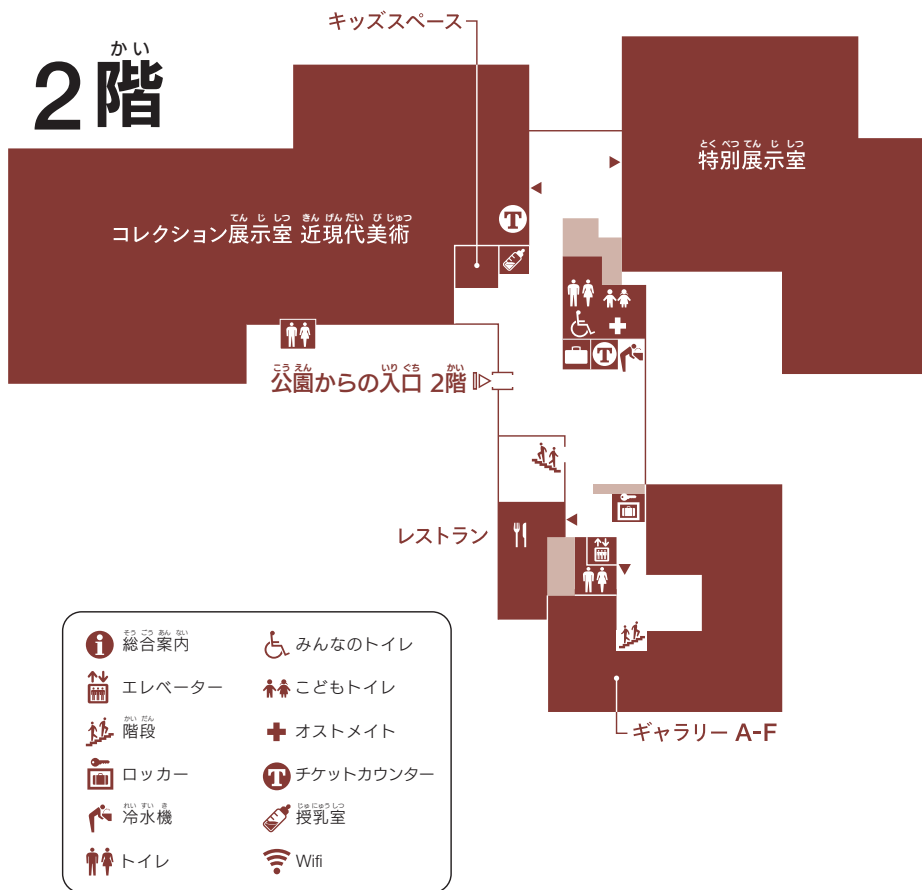 キッズスペース
かい
2階
とくべつてんじしつ
特別展示室
てんじしつ きんげんだいびじゅつ
コレクション展示室 近現代美術
T
こうえん いりぐち かい
公園からの入口 2階
T
レストラン
そうごうあんない
総合案内
みんなのトイレ
エレベーター
こどもトイレ
かいだん
階段
オストメイト
ロッカー
T チケットカウンター
れいすいき
冷水機
じゅにゅうしつ
授乳室
トイレ
Wifi
ギャラリー A-F